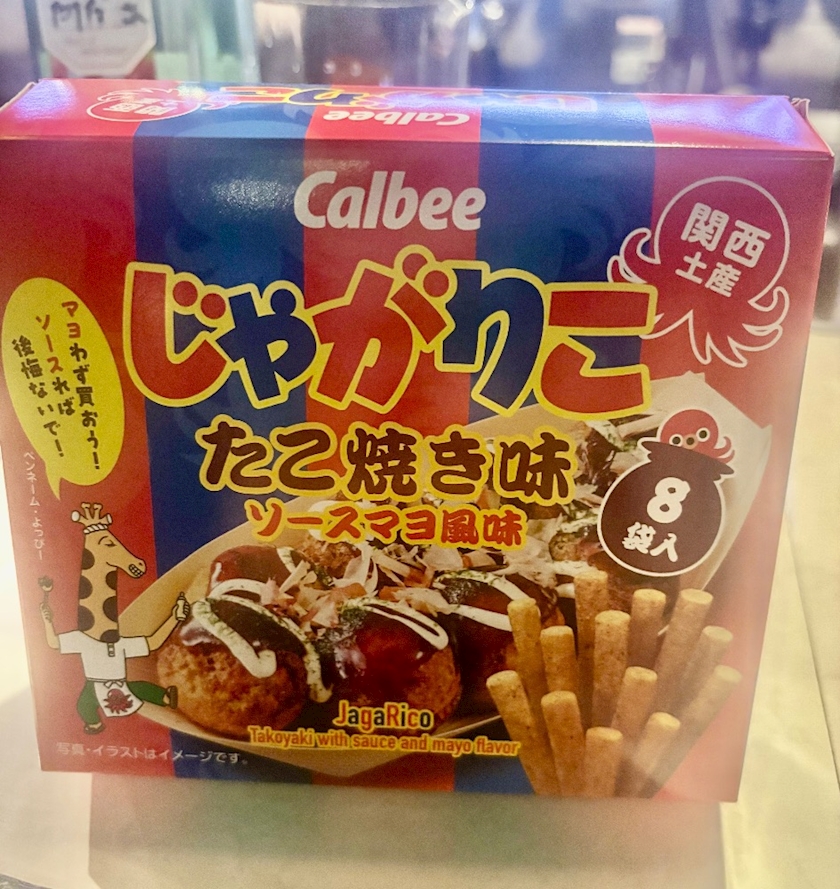 関西
Calbee
Calbee
関西
土産
じゃがりこ
たこ焼き味
ソースマヨ風味
マヨわず買おう!
ソースれば
後悔ないで!
ペンネーム・よっぴー
8
袋入
JagaRico
Takoyaki with sauce and mayo flavor
写真・イラストはイメージです。